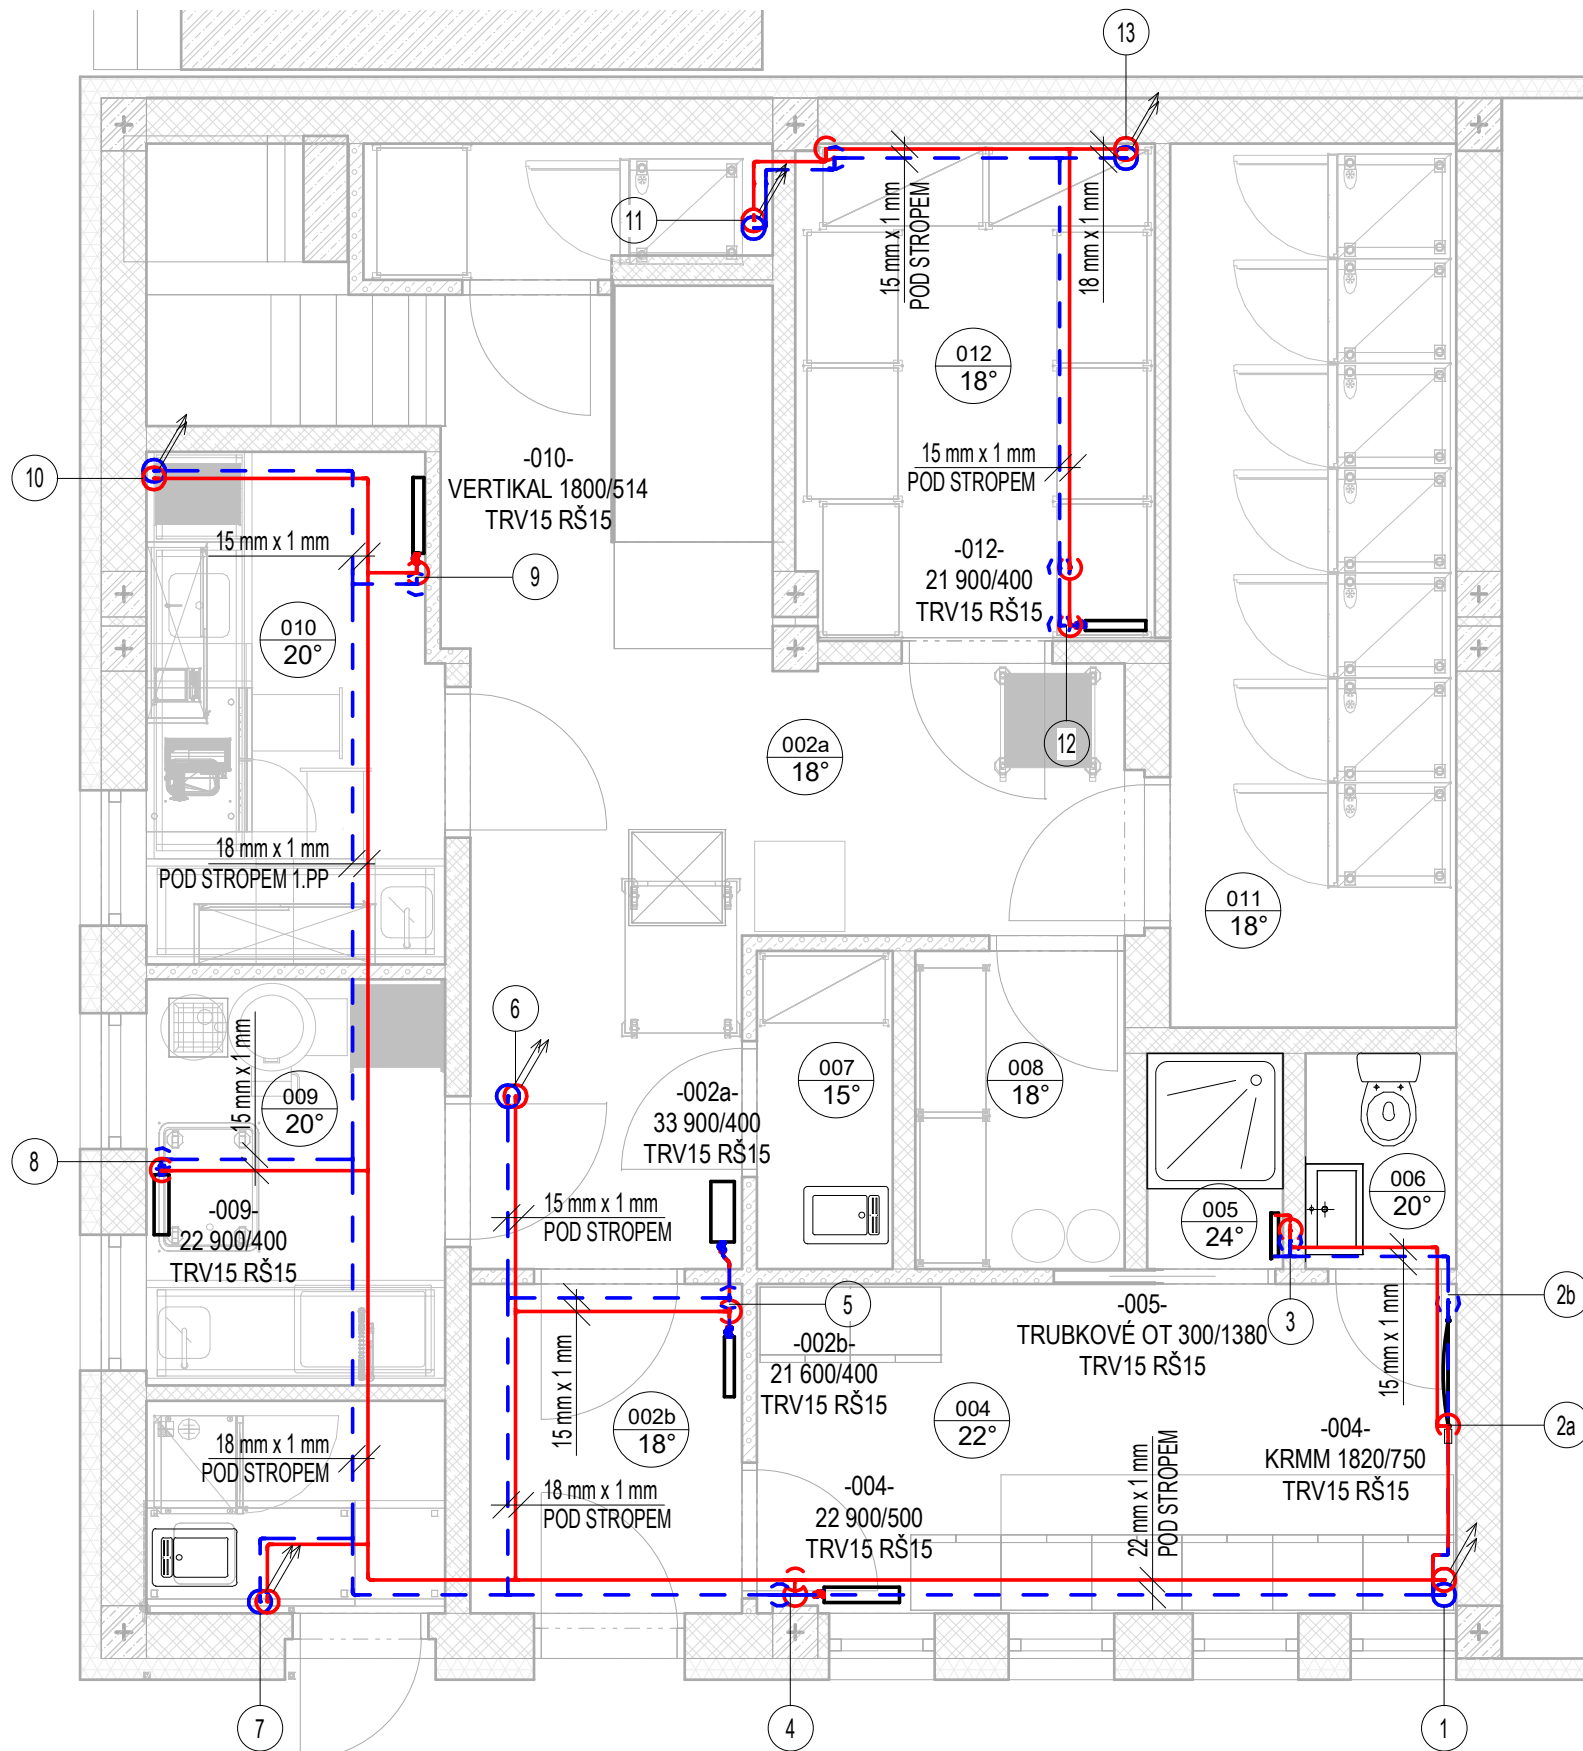 13
11
15 mm x 1 mm
POD STROPEM
18 mm x 1 mm
012
18°
10
-010-
VERTIKAL 1800/514
TRV15 RŠ15
15 mm x 1 mm
POD STROPEM
15 mm x 1 mm
9
-012-
21 900/400
TRV15 RŠ15
010
20°
002a
18°
12
18 mm x 1 mm
POD STROPEM 1.PP
011
18°
6
15 mm x 1 mm
009
20°
007
15°
008
18°
-002a-
33 900/400
TRV15 RŠ15
8
006
20°
005
24°
-009-
22 900/400
TRV15 RŠ15
15 mm x 1 mm
POD STROPEM
5
3
2b
-005-
TRUBKOVÉ OT 300/1380
TRV15 RŠ15
15 mm x 1 mm
-002b-
21 600/400
TRV15 RŠ15
15 mm x 1 mm
002b
18°
004
22°
2a
-004-
KRMM 1820/750
TRV15 RŠ15
18 mm x 1 mm
POD STROPEM
18 mm x 1 mm
POD STROPEM
-004-
22 900/500
TRV15 RŠ15
22 mm x 1 mm
POD STROPEM
7
4
1